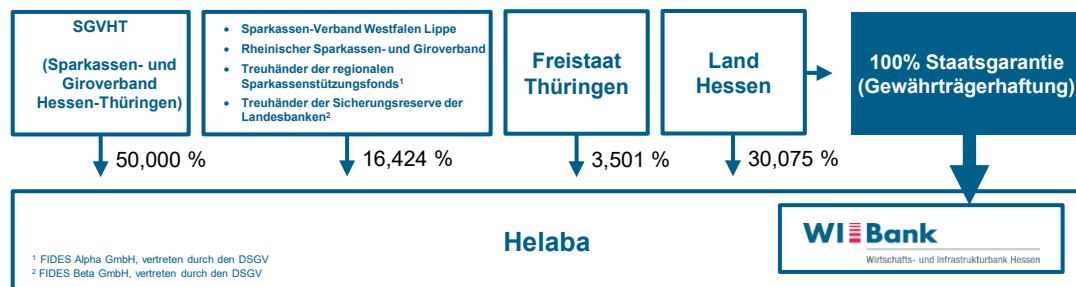 SGVHT
(Sparkassen- und
Giroverband
Hessen-Thüringen)
• Sparkassen-Verband Westfalen Lippe
• Rheinischer Sparkassen- und Giroverband
• Treuhänder der regionalen
Sparkassenstützungsfonds¹
• Treuhänder der Sicherungsreserve der
Landesbanken²
Freistaat
Thüringen
Land
Hessen
100% Staatsgarantie
(Gewährträgerhaftung)
50,000 %
16,424 %
3,501 %
30,075 %
Helaba
WIBank
Wirtschafts- und Infrastrukturbank Hessen
¹ FIDES Alpha GmbH, vertreten durch den DSGV
² FIDES Beta GmbH, vertreten durch den DSGV